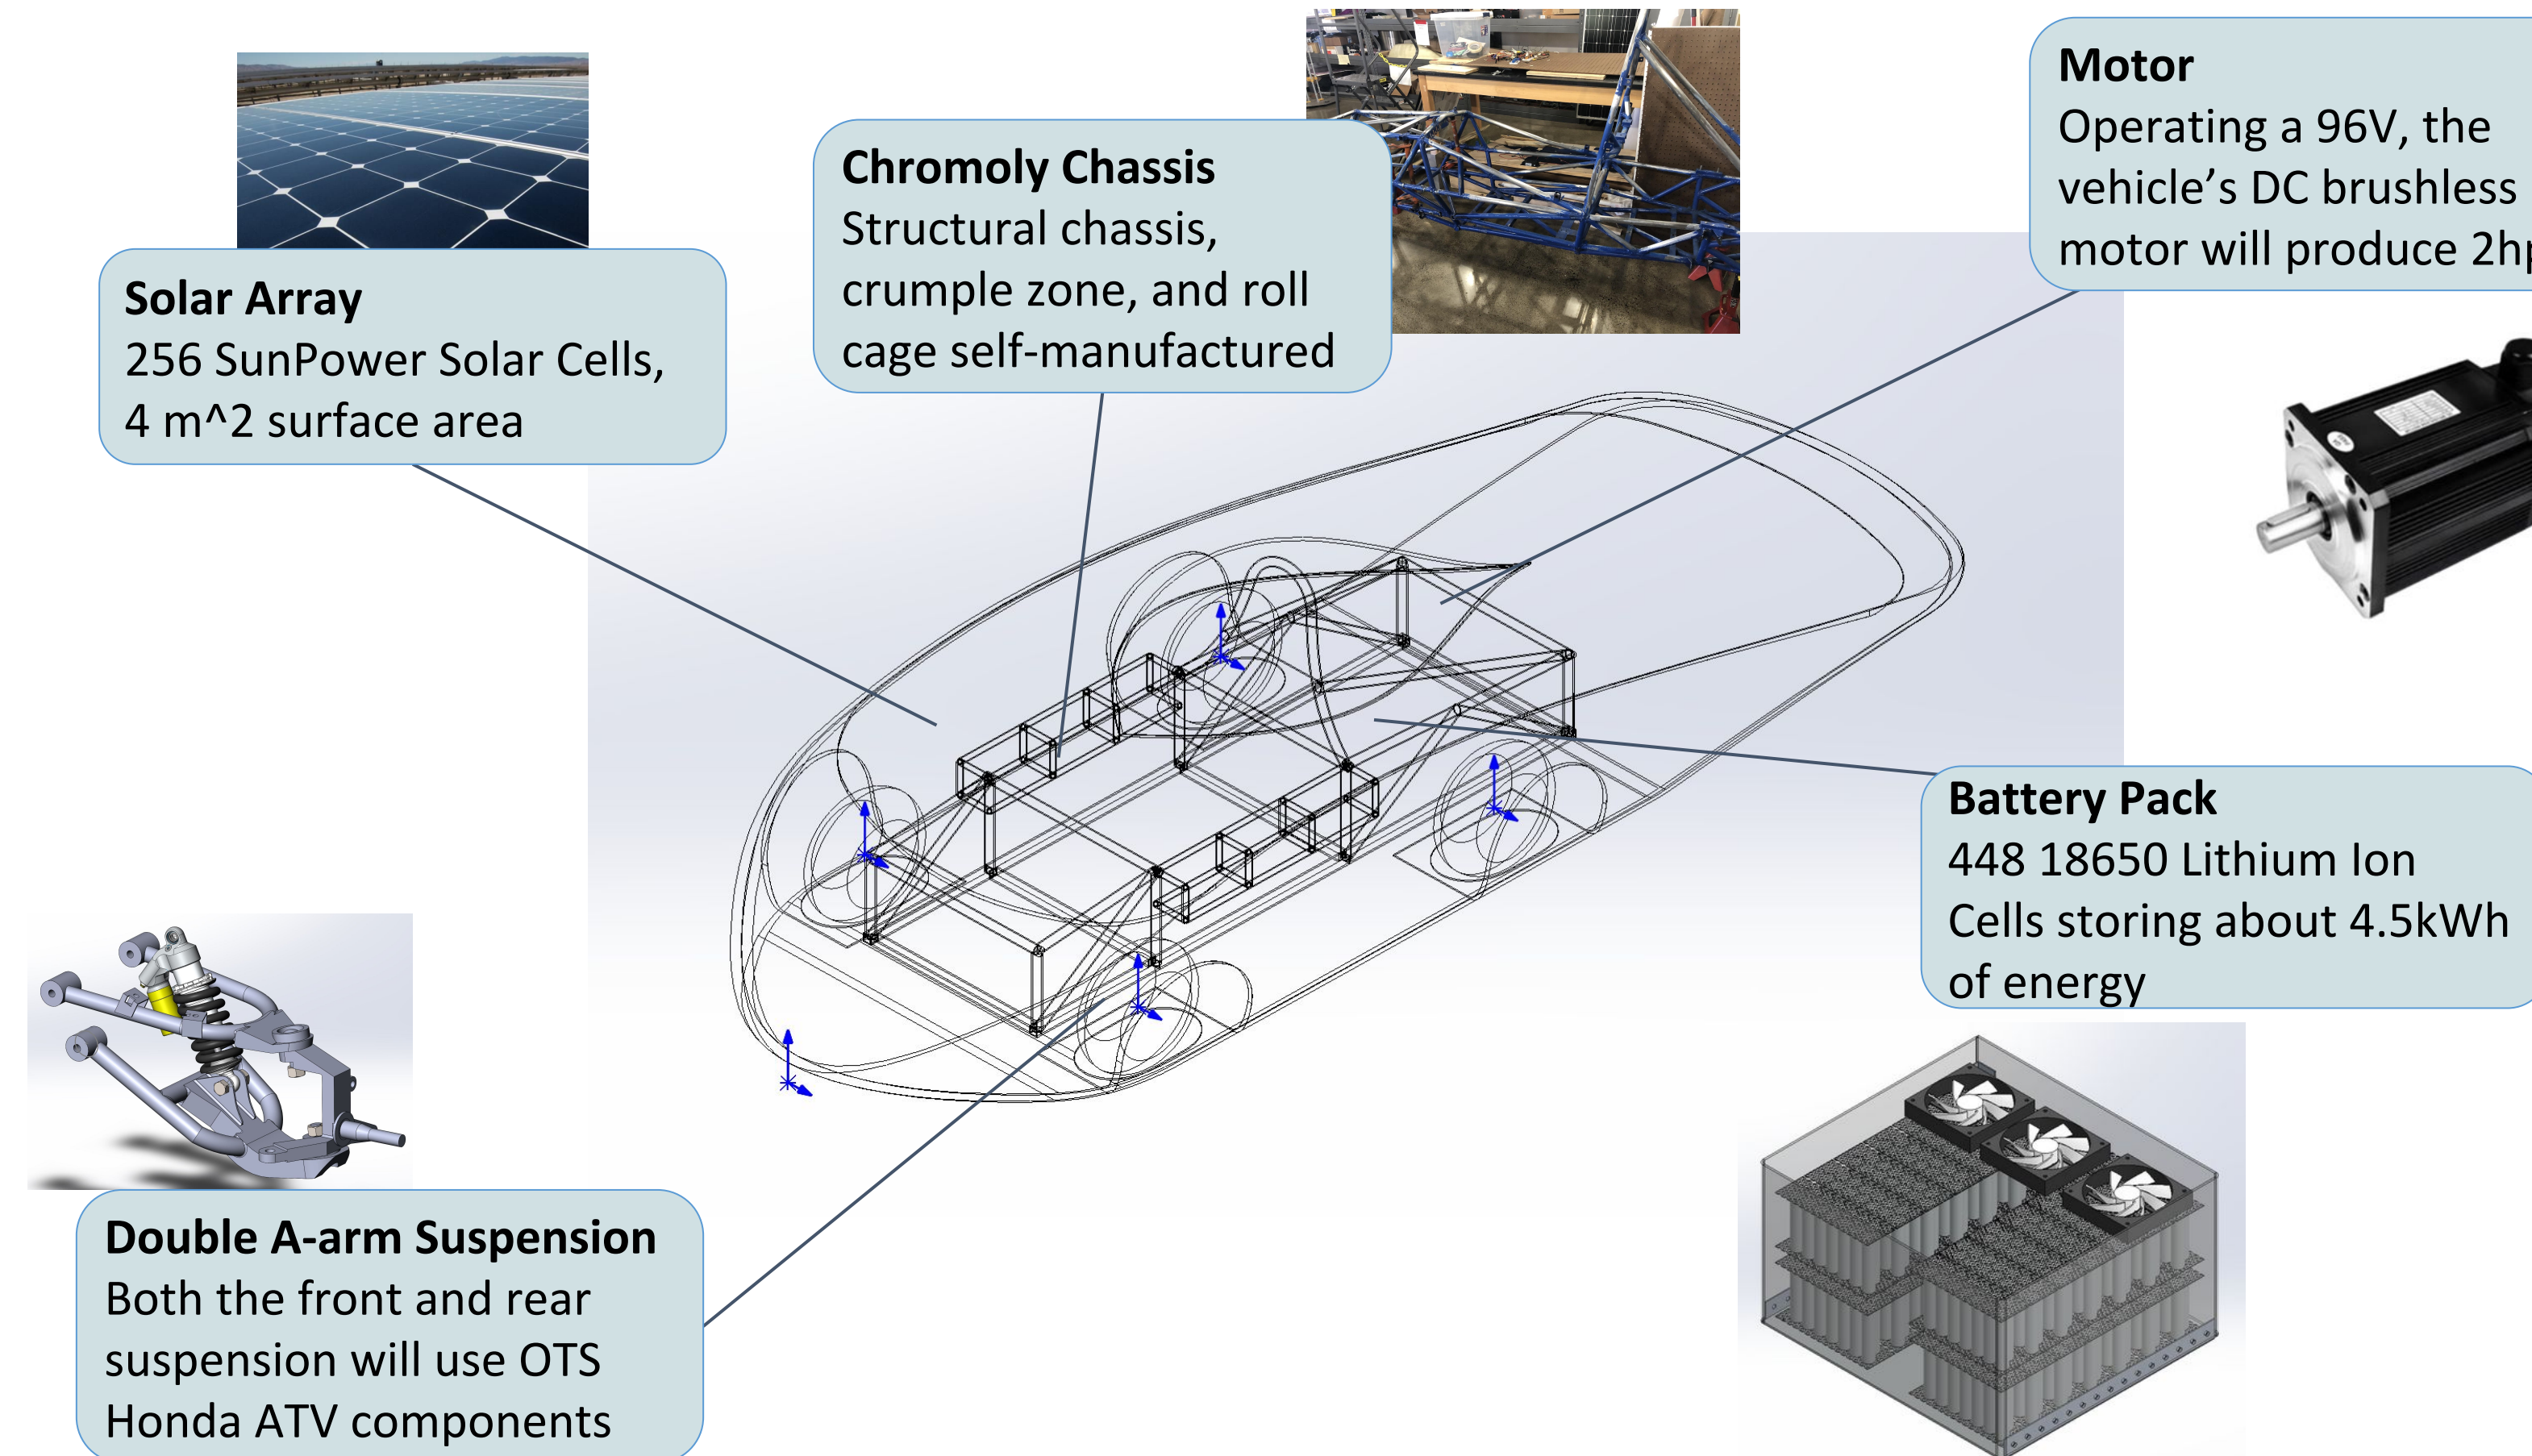 Solar Array
256 SunPower Solar Cells,
4 m^2 surface area
Chromoly Chassis
Structural chassis,
crumple zone, and roll
cage self-manufactured
Motor
Operating a 96V, the
vehicle’s DC brushless
motor will produce 2hp
Battery Pack
448 18650 Lithium Ion
Cells storing about 4.5kWh
of energy
Double A-arm Suspension
Both the front and rear
suspension will use OTS
Honda ATV components